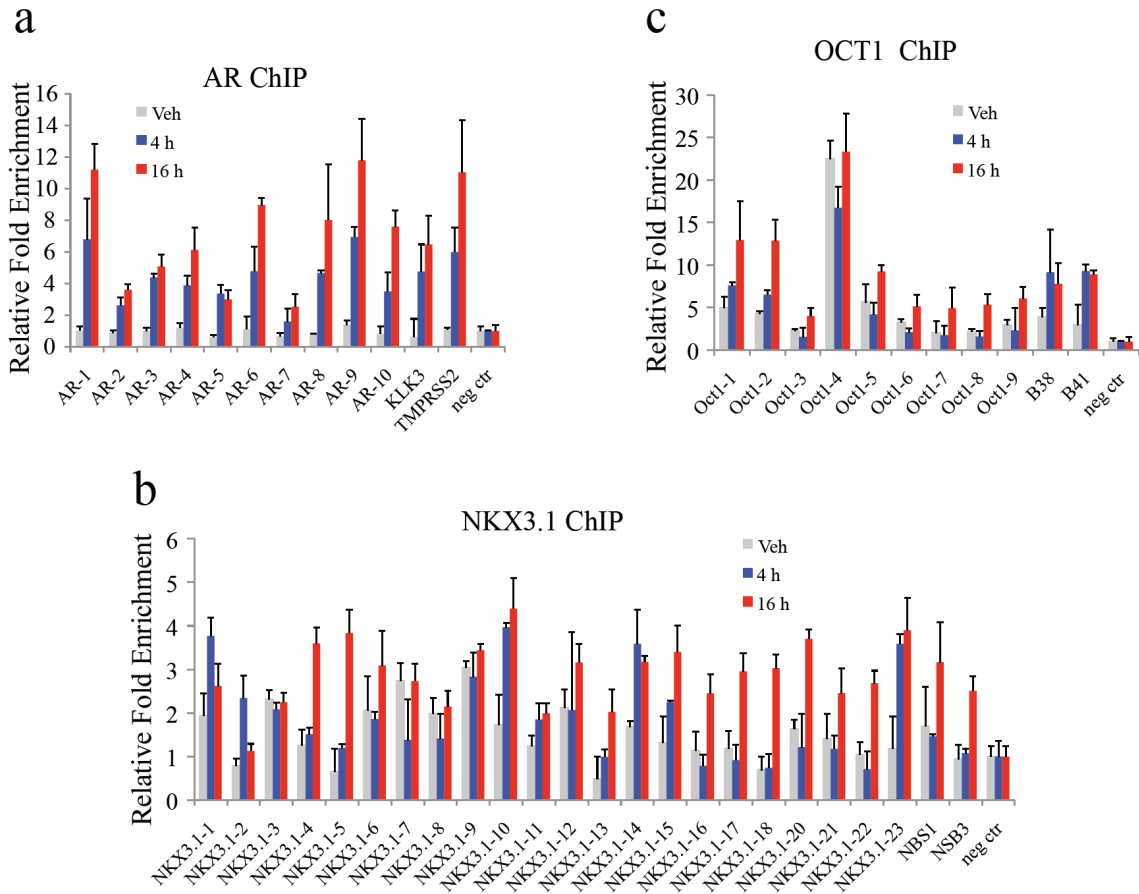 a
AR ChIP
Relative Fold Enrichment
16
14
12
10
8
6
4
2
0
Veh
4 h
16 h
AR-1
AR-2
AR-3
AR-4
AR-5
AR-6
AR-7
AR-8
AR-9
AR-10
KLK3
TMPRSS2
neg ctr
c
OCT1 ChIP
Relative Fold Enrichment
30
25
20
15
10
5
0
Veh
4 h
16 h
Oct1-1
Oct1-2
Oct1-3
Oct1-4
Oct1-5
Oct1-6
Oct1-7
Oct1-8
Oct1-9
B38
B41
neg ctr
b
NKX3.1 ChIP
Relative Fold Enrichment
6
5
4
3
2
1
0
Veh
4 h
16 h
NKX3.1-1
NKX3.1-2
NKX3.1-3
NKX3.1-4
NKX3.1-5
NKX3.1-6
NKX3.1-7
NKX3.1-8
NKX3.1-9
NKX3.1-10
NKX3.1-11
NKX3.1-12
NKX3.1-13
NKX3.1-14
NKX3.1-15
NKX3.1-16
NKX3.1-17
NKX3.1-18
NKX3.1-20
NKX3.1-21
NKX3.1-22
NKX3.1-23
NBS1
NSB3
neg ctr